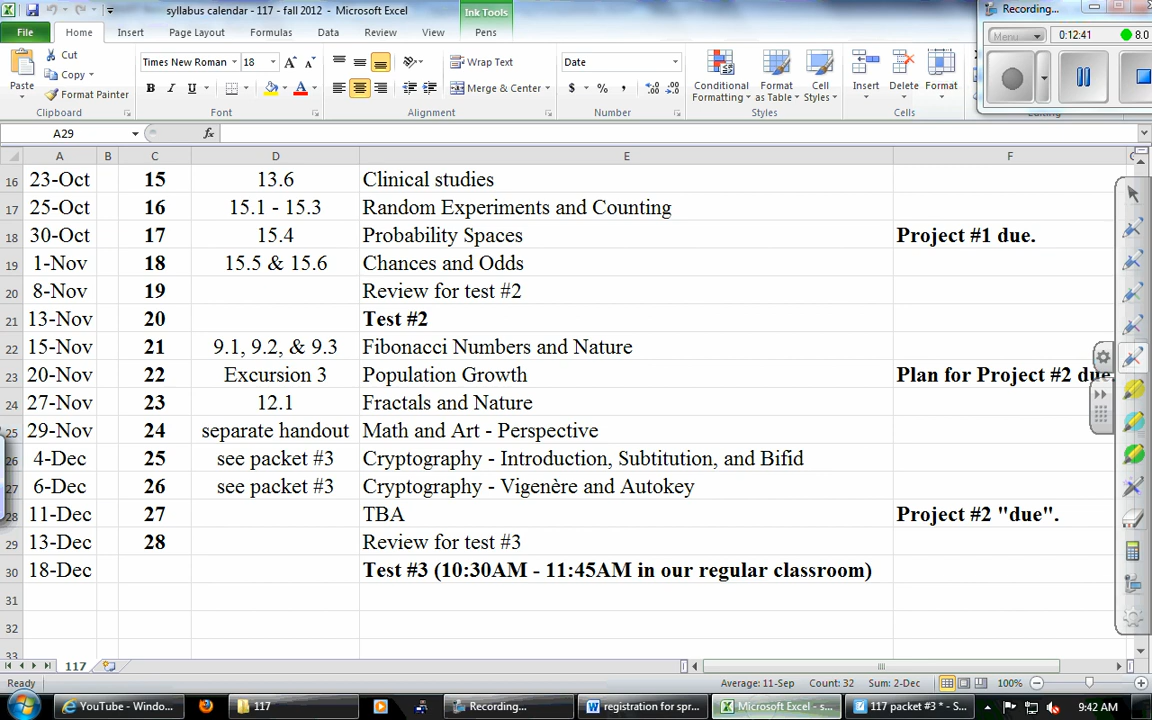 syllabus calendar - 117 - fall 2012 - Microsoft Excel
Ink Tools
Recording...
File Home Insert Page Layout Formulas Data Review View Pens
Menu 0:12:41 8.0
Cut
Copy
Format Painter
Paste
Times New Roman 18
B I U
Wrap Text
Merge & Center
Date
$ % ,
Conditional Formatting
Format as Table
Cell Styles
Insert Delete Format
Clipboard Font Alignment Number Styles Cells Editing
A29 fx
A B C D E F
16 23-Oct 15 13.6 Clinical studies
17 25-Oct 16 15.1 - 15.3 Random Experiments and Counting
18 30-Oct 17 15.4 Probability Spaces Project #1 due.
19 1-Nov 18 15.5 & 15.6 Chances and Odds
20 8-Nov 19 Review for test #2
21 13-Nov 20 Test #2
22 15-Nov 21 9.1, 9.2, & 9.3 Fibonacci Numbers and Nature
23 20-Nov 22 Excursion 3 Population Growth Plan for Project #2 due.
24 27-Nov 23 12.1 Fractals and Nature
25 29-Nov 24 separate handout Math and Art - Perspective
26 4-Dec 25 see packet #3 Cryptography - Introduction, Subtitution, and Bifid
27 6-Dec 26 see packet #3 Cryptography - Vigenère and Autokey
28 11-Dec 27 TBA Project #2 "due".
29 13-Dec 28 Review for test #3
30 18-Dec Test #3 (10:30AM - 11:45AM in our regular classroom)
31
32
33
117
Ready Average: 11-Sep Count: 32 Sum: 2-Dec 100%
YouTube - Windo... 117 Recording... registration for spr... Microsoft Excel - s... 117 packet #3 * - S... 9:42 AM